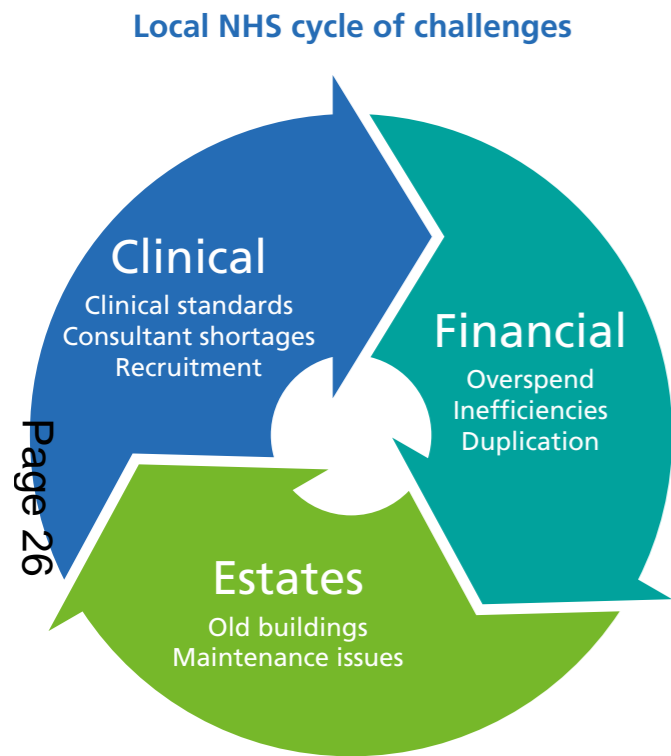 Local NHS cycle of challenges
Clinical
Clinical standards
Consultant shortages
Recruitment
Financial
Overspend
Inefficiencies
Duplication
Estates
Old buildings
Maintenance issues
Page 26